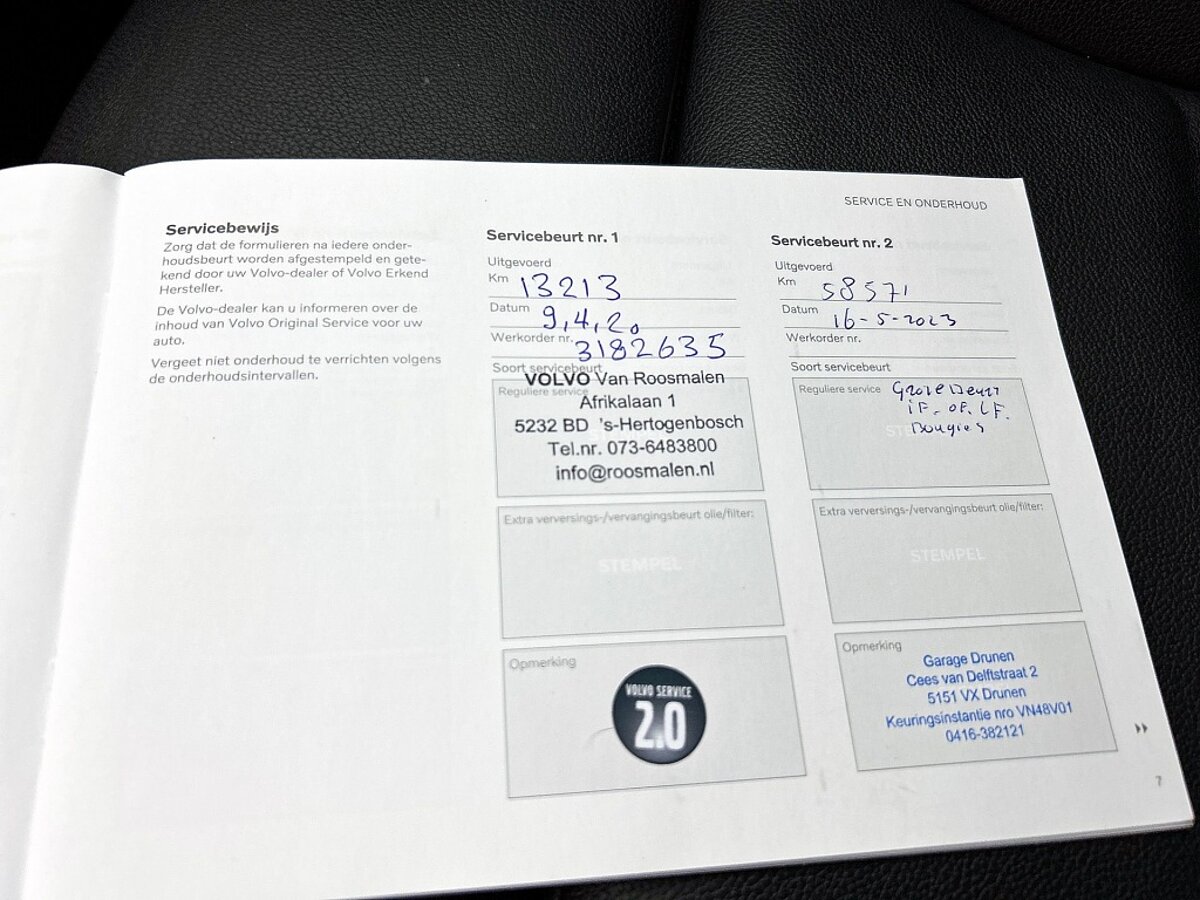 SERVICE EN ONDERHOUD
Servicebewijs
Zorg dat de formulieren na iedere onder-
houdsbeurt worden afgestempeld en gete-
kend door uw Volvo-dealer of Volvo Erkend
Hersteller.
De Volvo-dealer kan u informeren over de
inhoud van Volvo Original Service voor uw
auto.
Vergeet niet onderhoud te verrichten volgens
de onderhoudsintervallen.
Servicebeurt nr. 1
Uitgevoerd
Km 13213
Datum 9,4,20
Werkorder nr. 3182635
Soort servicebeurt
Reguliere service
VOLVO Van Roosmalen
Afrikalaan 1
5232 BD 's-Hertogenbosch
Tel.nr. 073-6483800
info@roosmalen.nl
Extra verversings-/vervangingsbeurt olie/filter:
STEMPEL
Opmerking
VOLVO SERVICE
2.0
Servicebeurt nr. 2
Uitgevoerd
Km 58571
Datum 16-5-2023
Werkorder nr.
Soort servicebeurt
Reguliere service Grote Beurt
iF. OF. LF.
Bougies
Extra verversings-/vervangingsbeurt olie/filter:
STEMPEL
Opmerking
Garage Drunen
Cees van Delftstraat 2
5151 VX Drunen
Keuringsinstantie nro VN48V01
0416-382121
7